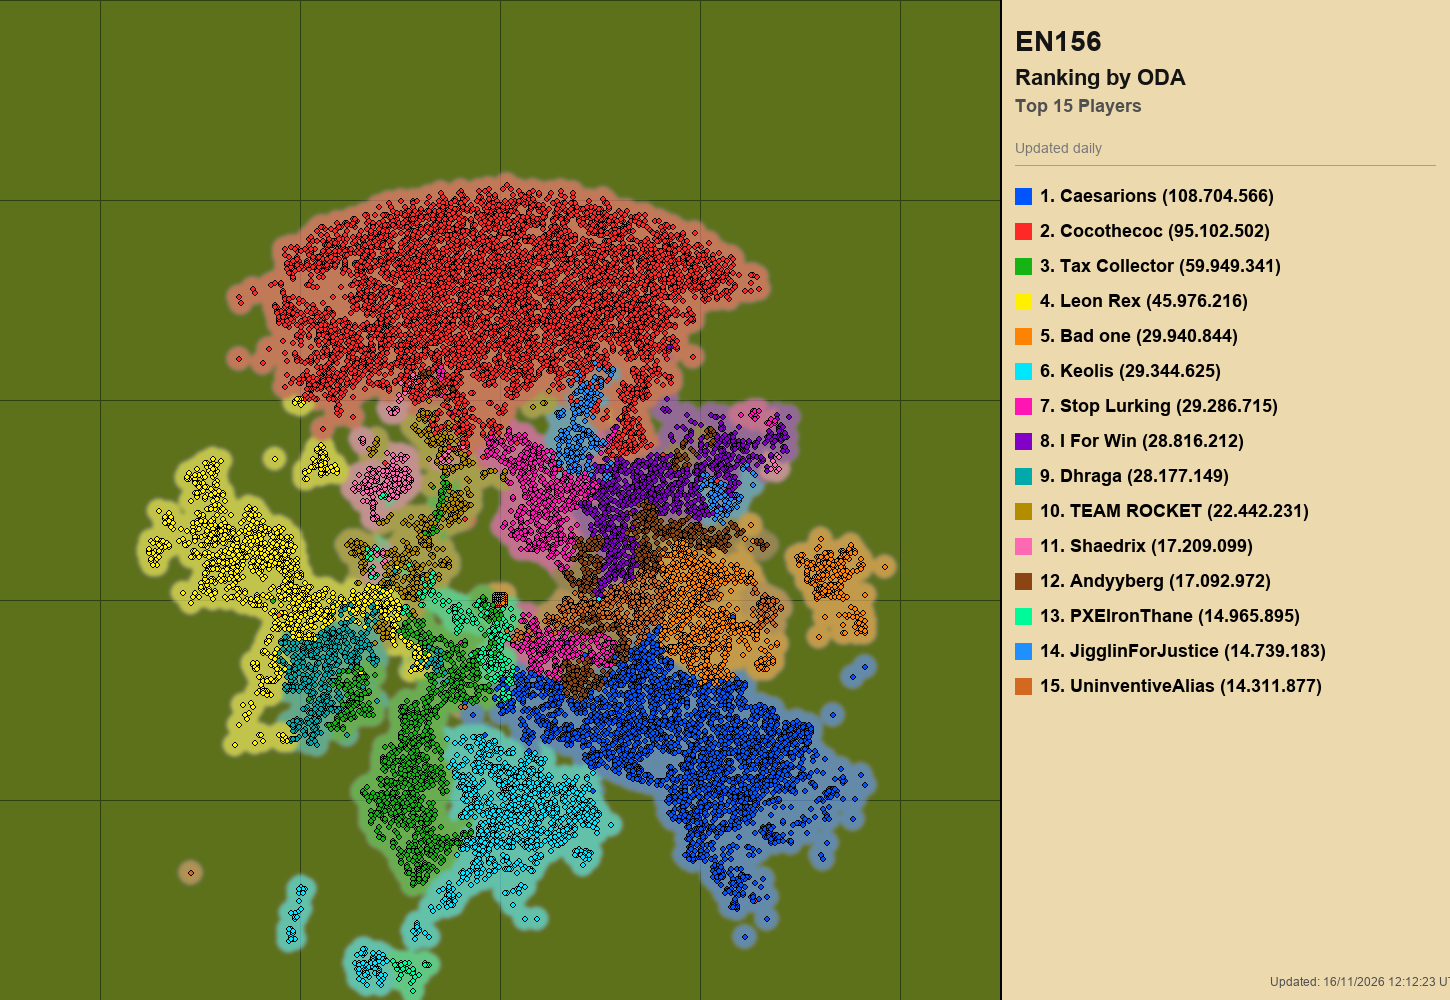 EN156
Ranking by ODA
Top 15 Players
Updated daily
1. Caesarions (108.704.566)
2. Cocothecoc (95.102.502)
3. Tax Collector (59.949.341)
4. Leon Rex (45.976.216)
5. Bad one (29.940.844)
6. Keolis (29.344.625)
7. Stop Lurking (29.286.715)
8. I For Win (28.816.212)
9. Dhraga (28.177.149)
10. TEAM ROCKET (22.442.231)
11. Shaedrix (17.209.099)
12. Andyyberg (17.092.972)
13. PXEIronThane (14.965.895)
14. JigglinForJustice (14.739.183)
15. UninventiveAlias (14.311.877)
Updated: 16/11/2026 12:12:23 U